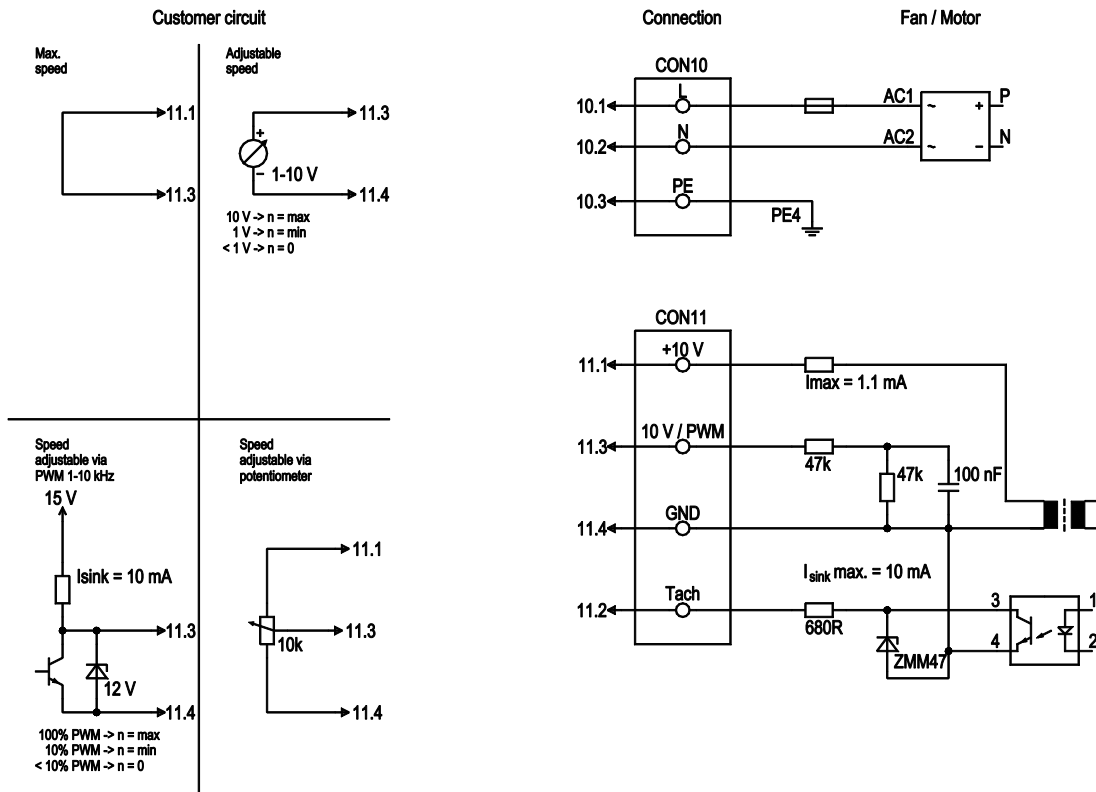 Customer circuit
Connection
Fan / Motor
Max.
speed
11.1
11.3
Adjustable
speed
11.3
+
–
1-10 V
11.4
10 V -> n = max
1 V -> n = min
< 1 V -> n = 0
CON10
10.1
L
AC1
~
+
P
10.2
N
AC2
~
–
N
10.3
PE
PE4
CON11
11.1
+10 V
Imax = 1.1 mA
11.3
10 V / PWM
47k
47k
100 nF
11.4
GND
I sink max. = 10 mA
11.2
Tach
680R
ZMM47
3
4
1
2
Speed
adjustable via
PWM 1-10 kHz
15 V
Isink = 10 mA
11.3
12 V
11.4
100% PWM -> n = max
10% PWM -> n = min
< 10% PWM -> n = 0
Speed
adjustable via
potentiometer
11.1
11.3
10k
11.4